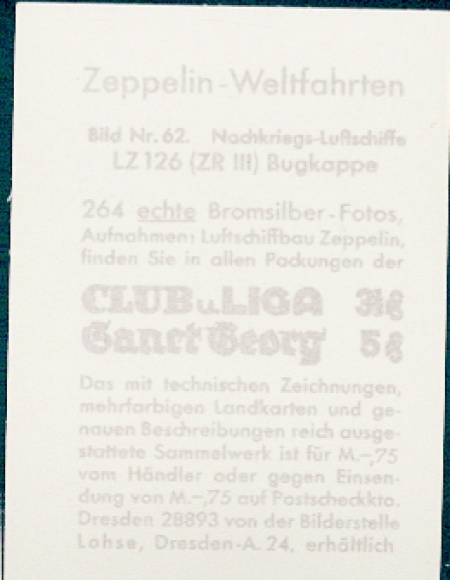 Zeppelin-Weltfahrten
Bild Nr. 62. Nachkriegs-Luftschiffe
LZ 126 (ZR III) Bugkappe
264 echte Bromsilber-Fotos,
Aufnahmen: Luftschiffbau Zeppelin,
finden Sie in allen Packungen der
CLUB u. LIGA 3⅓ ₰
Sanct Georg 5 ₰
Das mit technischen Zeichnungen,
mehrfarbigen Landkarten und ge-
nauen Beschreibungen reich ausge-
stattete Sammelwerk ist für M.–,75
vom Händler oder gegen Einsen-
dung von M.–,75 auf Postscheckkto.
Dresden 28893 von der Bilderstelle
Lohse, Dresden-A. 24, erhältlich